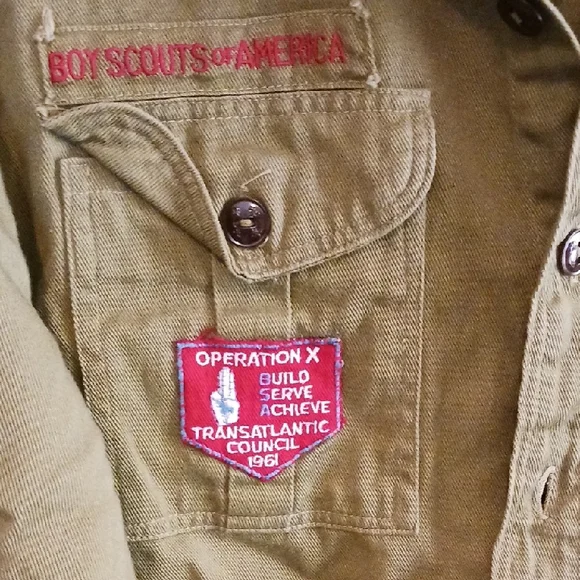 BOY SCOUTS OF AMERICA
OPERATION X
BUILD
SERVE
ACHIEVE
TRANSATLANTIC
COUNCIL
1961